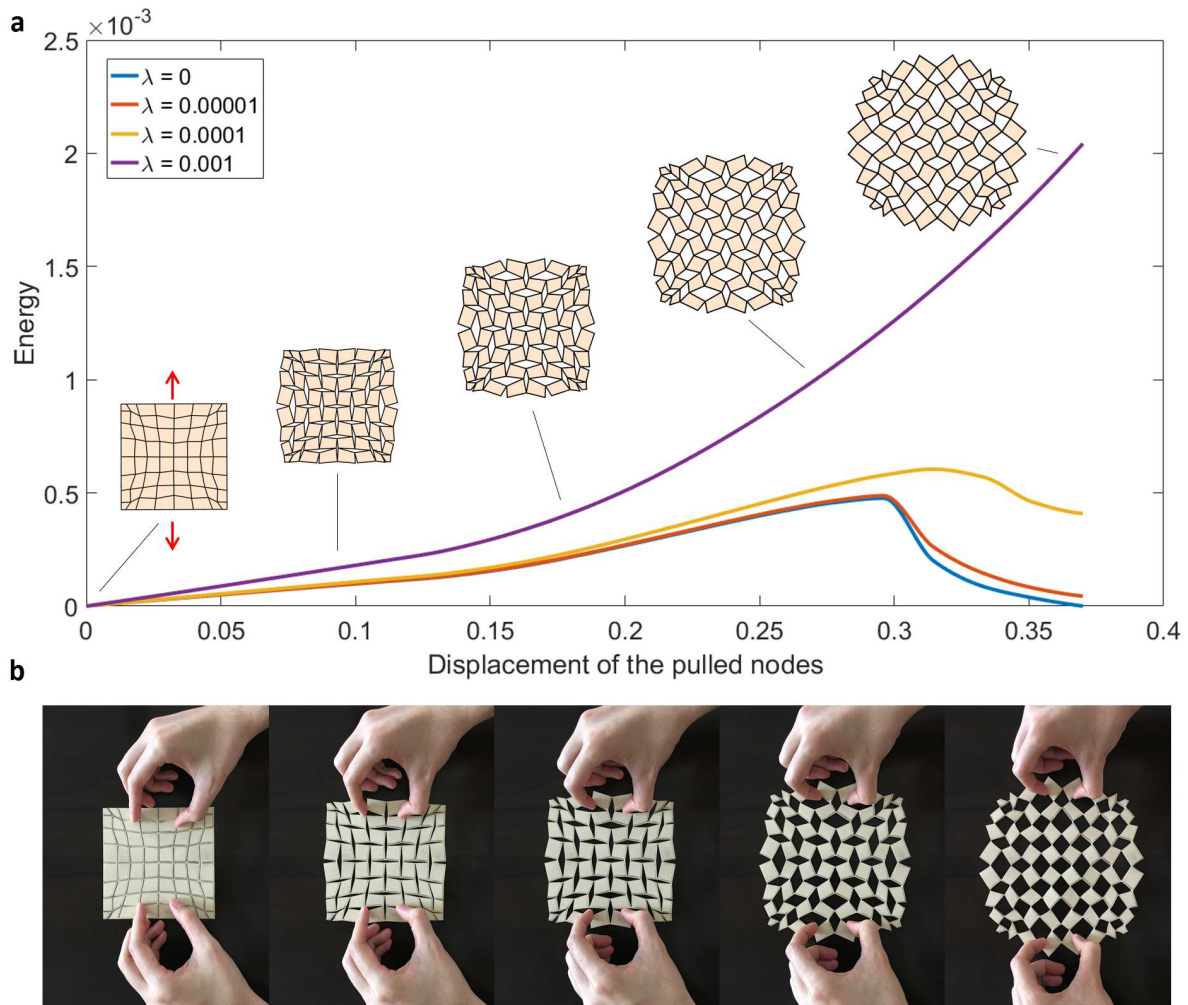 a
×10⁻³
2.5
2
1.5
1
0.5
0
Energy
λ = 0
λ = 0.00001
λ = 0.0001
λ = 0.001
0 0.05 0.1 0.15 0.2 0.25 0.3 0.35 0.4
Displacement of the pulled nodes
b